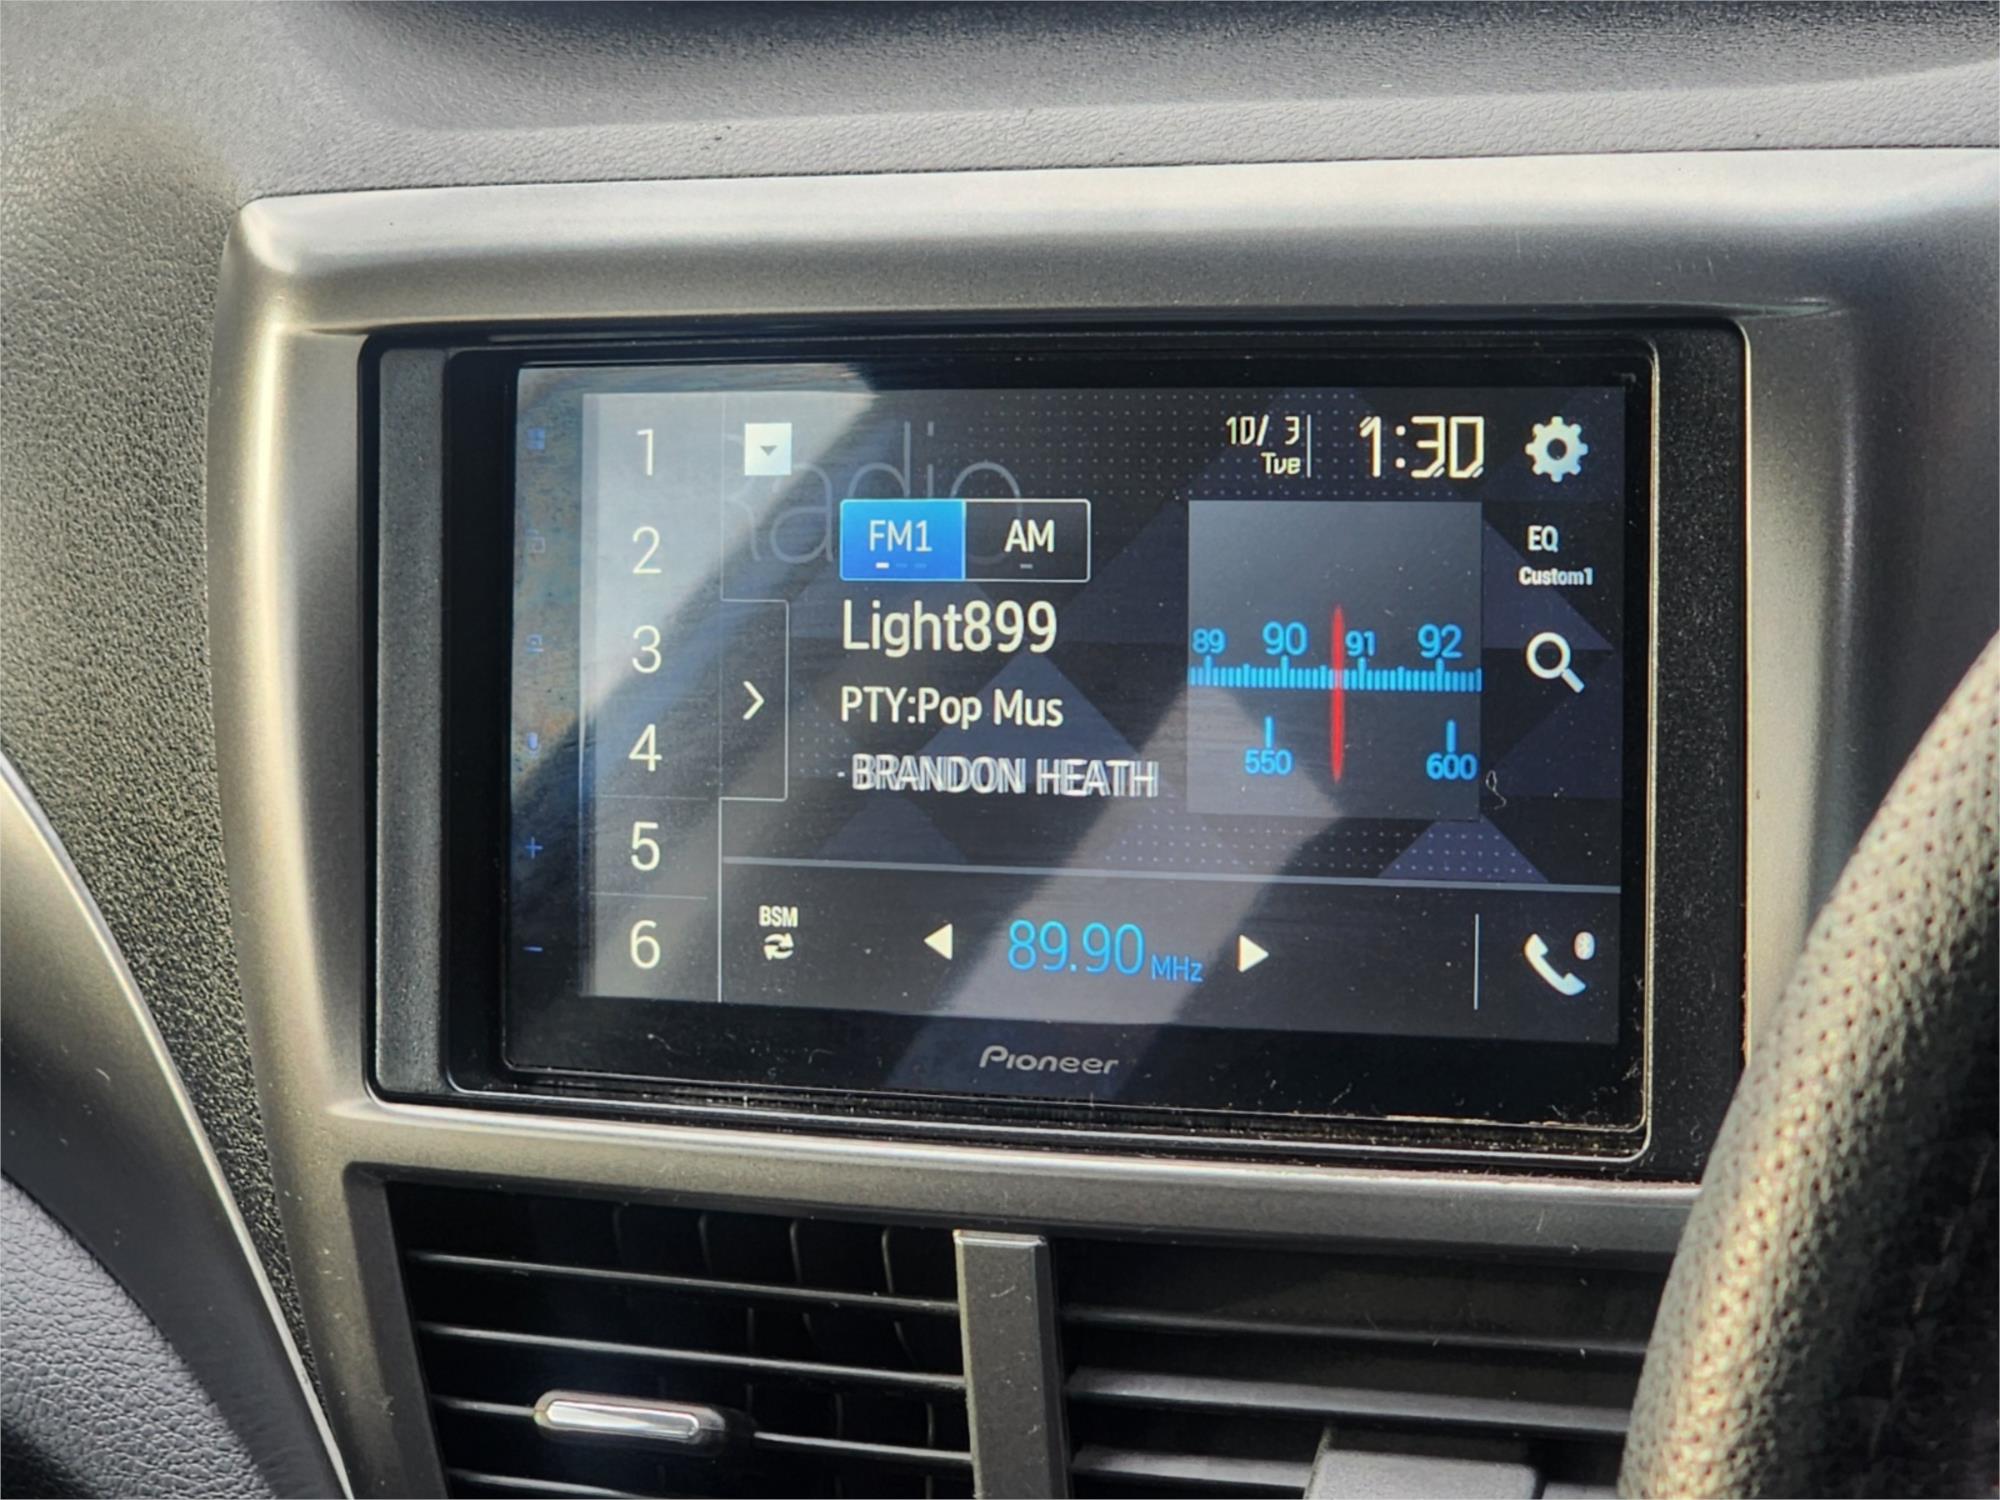 1
2
3
4
5
6
Radio
10/ 3
Tue
1:30
FM1 AM
EQ
Custom1
Light899
PTY:Pop Mus
- BRANDON HEATH
89 90 91 92
550 600
BSM
89.90 MHz
Pioneer